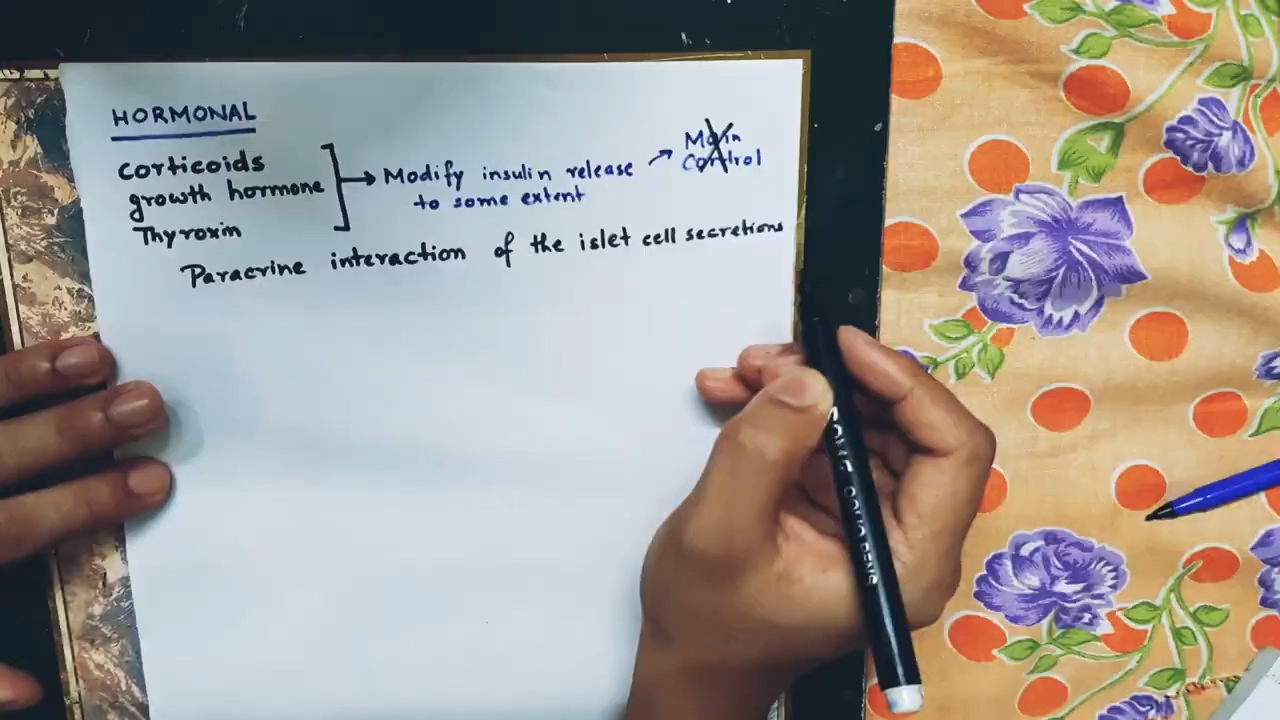 HORMONAL
corticoids
growth hormone
Thyroxin
Modify insulin release
to some extent
Main
Control
Paracrine interaction of the islet cell secretions